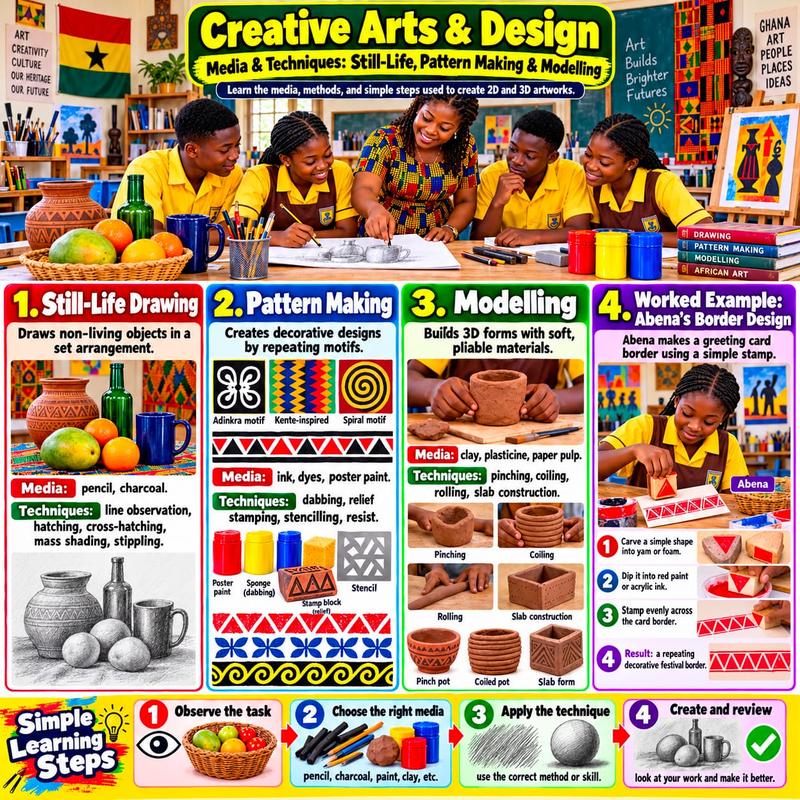 ART
CREATIVITY
CULTURE
OUR HERITAGE
OUR FUTURE
Creative Arts & Design
Media & Techniques: Still-Life, Pattern Making & Modelling
Learn the media, methods, and simple steps used to create 2D and 3D artworks.
Art
Builds
Brighter
Futures
GHANA
ART
PEOPLE
PLACES
IDEAS
DRAWING
PATTERN MAKING
MODELLING
AFRICAN ART
1. Still-Life Drawing
Draws non-living objects in a
set arrangement.
Media: pencil, charcoal.
Techniques: line observation,
hatching, cross-hatching,
mass shading, stippling.
2. Pattern Making
Creates decorative designs
by repeating motifs.
Adinkra motif
Kente-inspired
Spiral motif
Media: ink, dyes, poster paint.
Techniques: dabbing, relief
stamping, stencilling, resist.
Poster
paint
Sponge
(dabbing)
Stamp block
(relief)
Stencil
3. Modelling
Builds 3D forms with soft,
pliable materials.
Media: clay, plasticine, paper pulp.
Techniques: pinching, coiling,
rolling, slab construction.
Pinching
Coiling
Rolling
Slab construction
Pinch pot
Coiled pot
Slab form
4. Worked Example:
Abena's Border Design
Abena makes a greeting card
border using a simple stamp.
Abena
1 Carve a simple shape
into yam or foam.
2 Dip it into red paint
or acrylic ink.
3 Stamp evenly across
the card border.
4 Result: a repeating
decorative festival border.
Simple
Learning
Steps
1 Observe the task
2 Choose the right media
pencil, charcoal, paint, clay, etc.
3 Apply the technique
use the correct method or skill.
4 Create and review
look at your work and make it better.